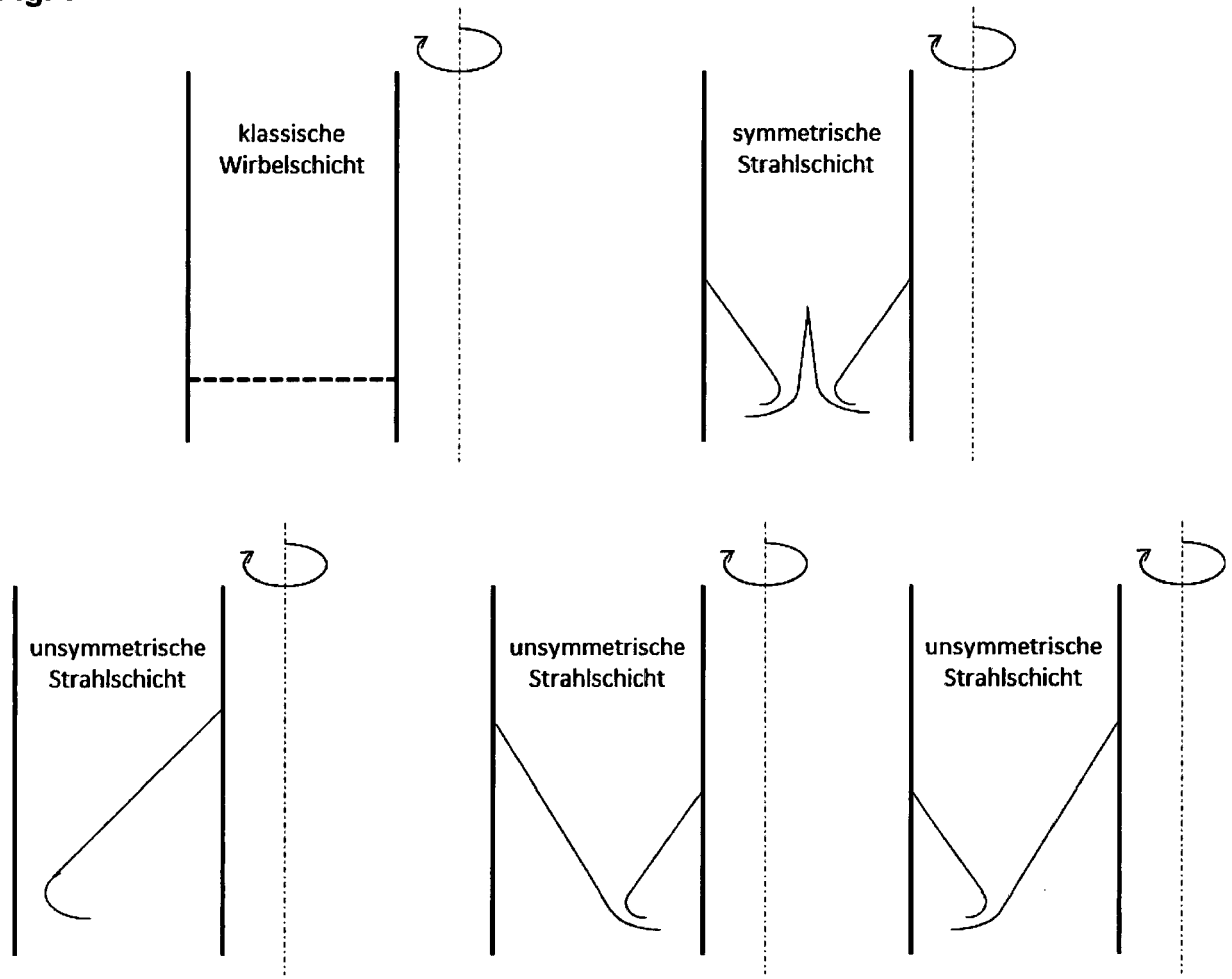 klassische
Wirbelschicht
symmetrische
Strahlschicht
unsymmetrische
Strahlschicht
unsymmetrische
Strahlschicht
unsymmetrische
Strahlschicht